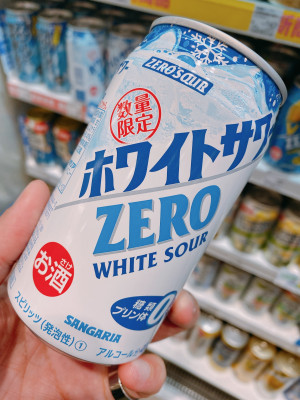 ZERO SOUR
数量
限定
ホワイトサワ
ZERO
WHITE SOUR
お酒
さけ
糖類
プリン体
0
スピリッツ(発泡性)①
SANGARIA
アルコール